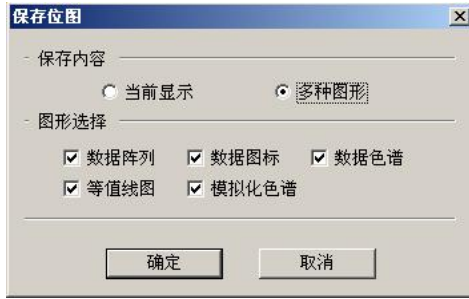 保存位图
保存内容
当前显示 多种图形
图形选择
数据阵列 数据图标 数据色谱
等值线图 模拟化色谱
确定 取消